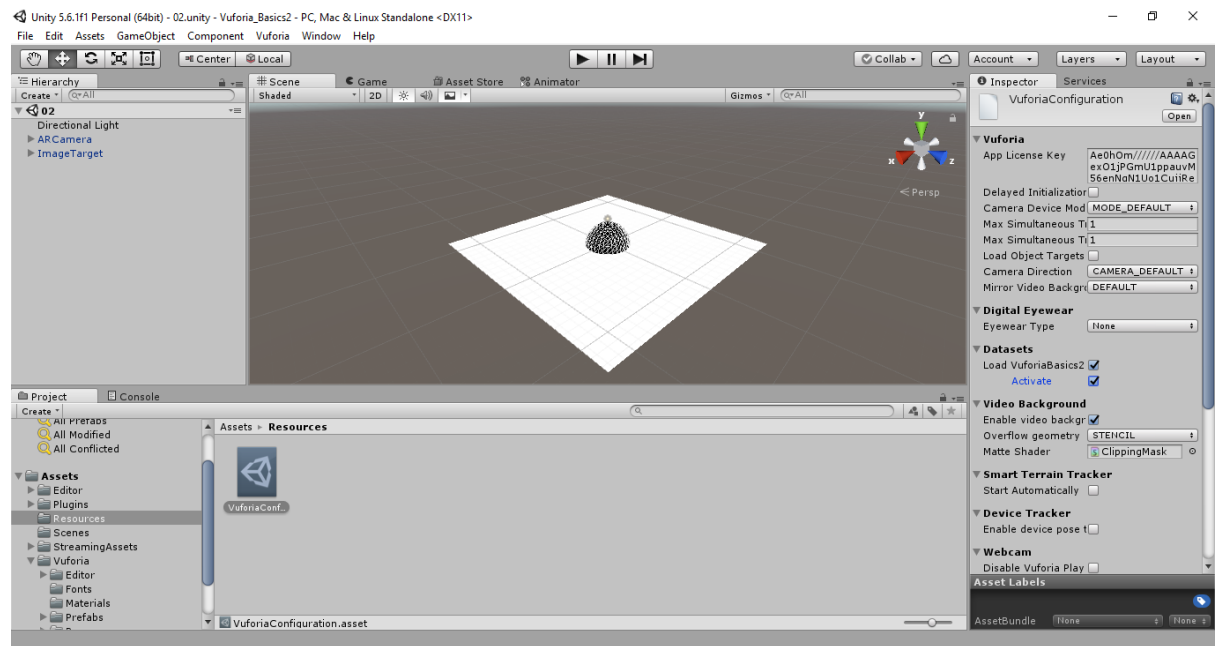 Unity 5.6.1f1 Personal (64bit) - 02.unity - Vuforia_Basics2 - PC, Mac & Linux Standalone <DX11>
File Edit Assets GameObject Component Vuforia Window Help
Center Local Collab Account Layers Layout
Hierarchy
Create All
02
Directional Light
ARCamera
ImageTarget
Scene Game Asset Store Animator
Shaded 2D Gizmos All
y
x z
Persp
Inspector Services
VuforiaConfiguration
Open
Vuforia
App License Key Ae0hOm//////AAAAG
exO1jPGmU1ppauvM
Delayed Initialization
Camera Device Mod MODE_DEFAULT
Max Simultaneous 1
Max Simultaneous 1
Load Object Targets
Camera Direction CAMERA_DEFAULT
Mirror Video Backgr DEFAULT
Digital Eyewear
Eyewear Type None
Datasets
Load VuforiaBasics2
Activate
Video Background
Enable video backgr
Overflow geometry STENCIL
Matte Shader ClippingMask
Smart Terrain Tracker
Start Automatically
Device Tracker
Enable device pose t
Webcam
Disable Vuforia Play
Asset Labels
AssetBundle None None
Project Console
Create
All Prefabs
All Modified
All Conflicted
Assets
Editor
Plugins
Resources
Scenes
StreamingAssets
Vuforia
Editor
Fonts
Materials
Prefabs
Assets Resources
VuforiaConf...
VuforiaConfiguration.asset